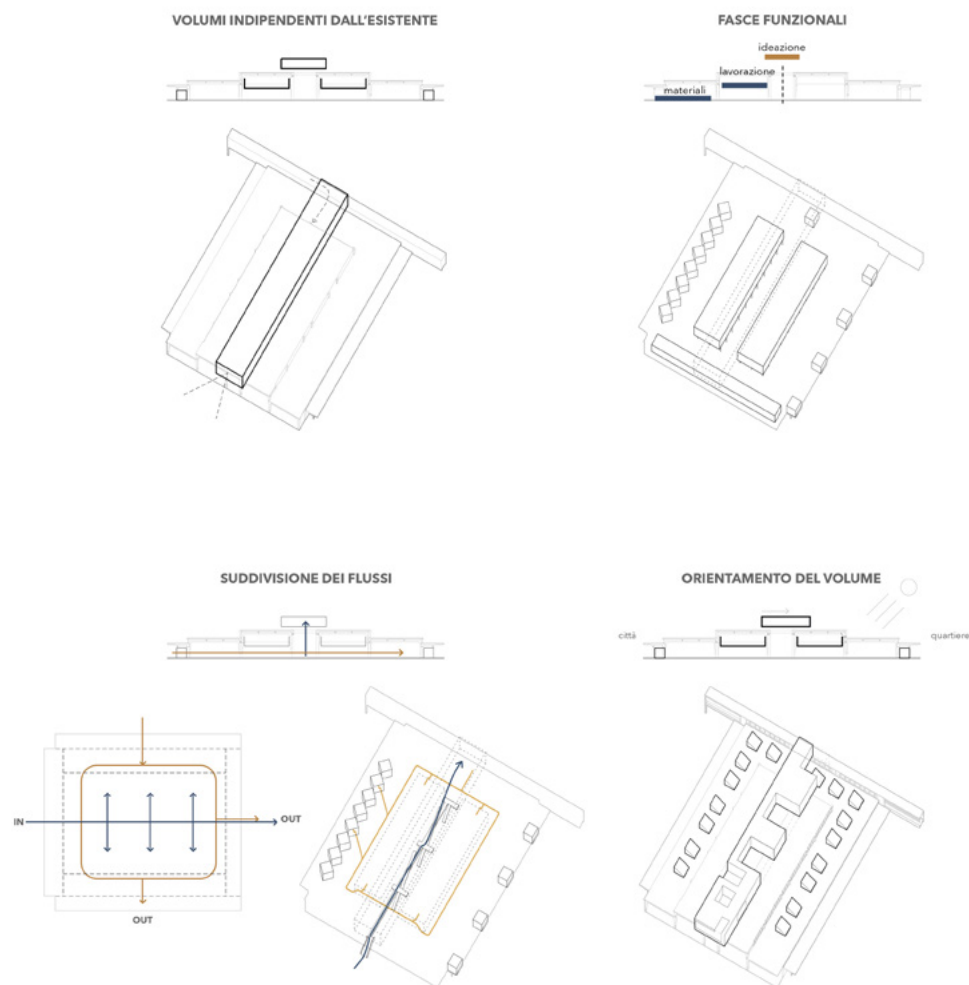 VOLUMI INDIPENDENTI DALL'ESISTENTE
FASCE FUNZIONALI
ideazione
lavorazione
materiali
SUDDIVISIONE DEI FLUSSI
ORIENTAMENTO DEL VOLUME
città
quartiere
IN
OUT
OUT